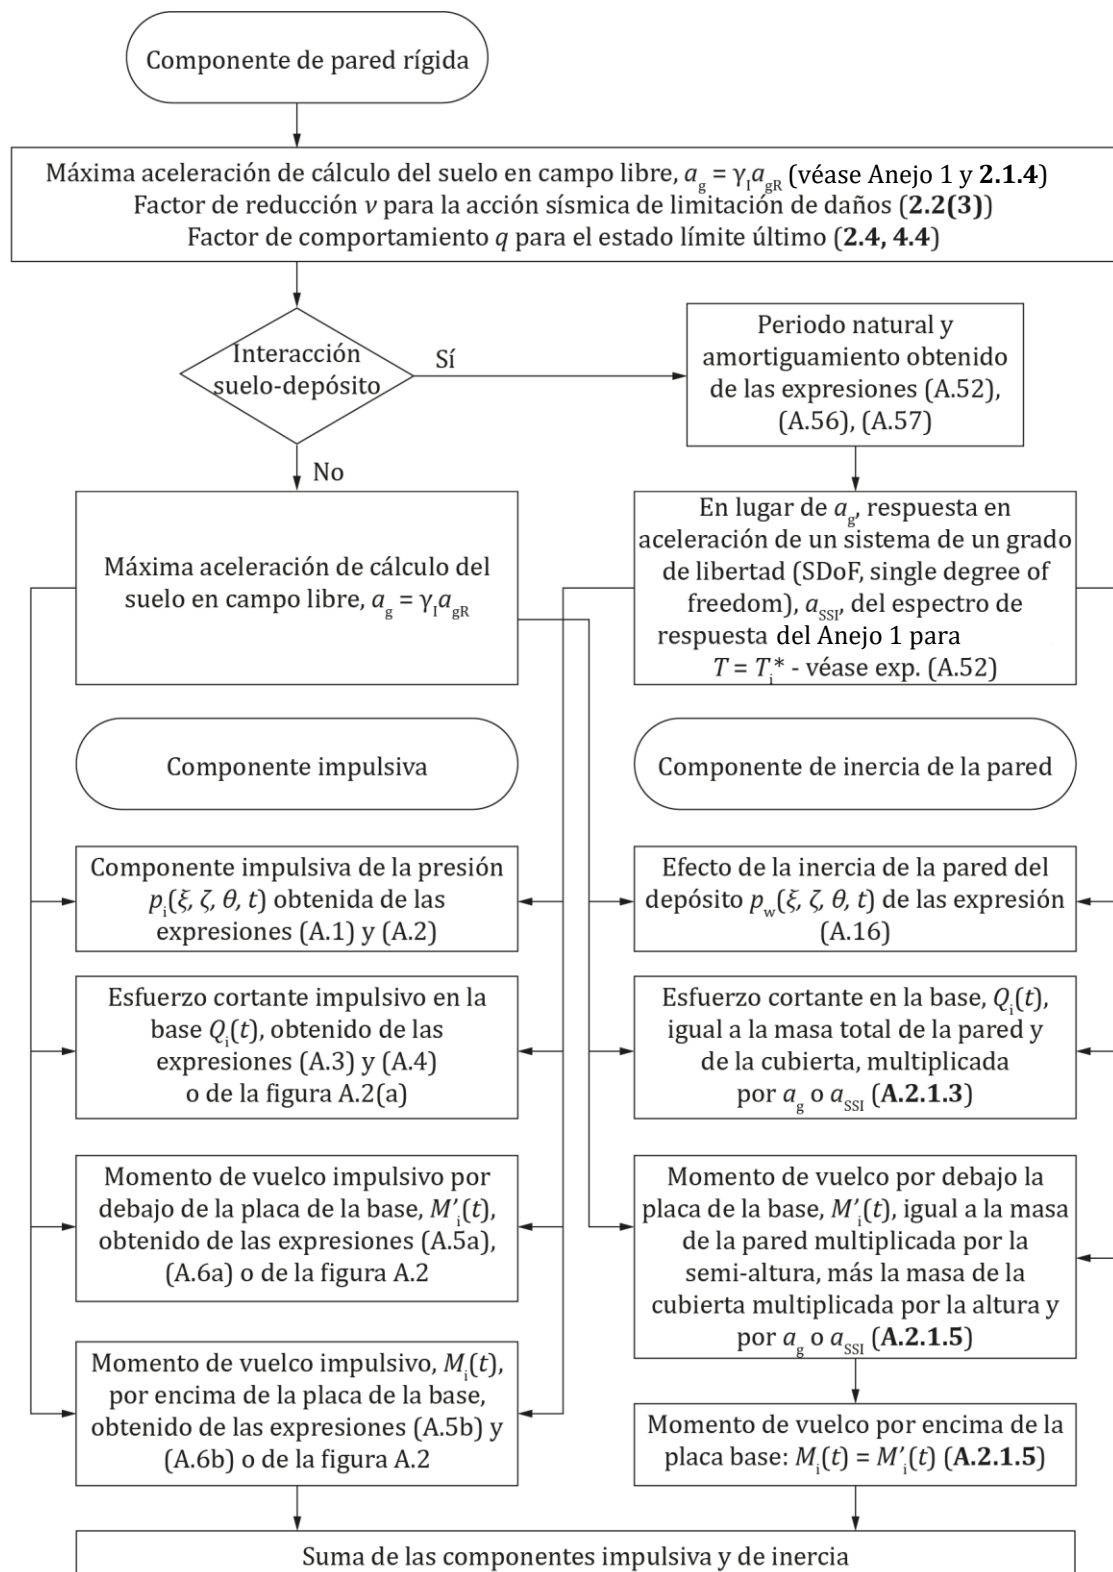 Componente de pared rígida
Máxima aceleración de cálculo del suelo en campo libre, a_g = γ_I a_gR (véase Anejo 1 y 2.1.4)
Factor de reducción ν para la acción sísmica de limitación de daños (2.2(3))
Factor de comportamiento q para el estado límite último (2.4, 4.4)
Interacción
suelo-depósito
Sí
No
Periodo natural y
amortiguamiento obtenido
de las expresiones (A.52),
(A.56), (A.57)
Máxima aceleración de cálculo del
suelo en campo libre, a_g = γ_I a_gR
En lugar de a_g, respuesta en
aceleración de un sistema de un grado
de libertad (SDoF, single degree of
freedom), a_SSI, del espectro de
respuesta del Anejo 1 para
T = T_i* - véase exp. (A.52)
Componente impulsiva
Componente impulsiva de la presión
p_i(ξ, ζ, θ, t) obtenida de las
expresiones (A.1) y (A.2)
Esfuerzo cortante impulsivo en la
base Q_i(t), obtenido de las
expresiones (A.3) y (A.4)
o de la figura A.2(a)
Momento de vuelco impulsivo por
debajo de la placa de la base, M'_i(t),
obtenido de las expresiones (A.5a),
(A.6a) o de la figura A.2
Momento de vuelco impulsivo, M_i(t),
por encima de la placa de la base,
obtenido de las expresiones (A.5b) y
(A.6b) o de la figura A.2
Componente de inercia de la pared
Efecto de la inercia de la pared del
depósito p_w(ξ, ζ, θ, t) de las expresión
(A.16)
Esfuerzo cortante en la base, Q_i(t),
igual a la masa total de la pared y
de la cubierta, multiplicada
por a_g o a_SSI (A.2.1.3)
Momento de vuelco por debajo la
placa de la base, M'_i(t), igual a la masa
de la pared multiplicada por la
semi-altura, más la masa de la
cubierta multiplicada por la altura y
por a_g o a_SSI (A.2.1.5)
Momento de vuelco por encima de la
placa base: M_i(t) = M'_i(t) (A.2.1.5)
Suma de las componentes impulsiva y de inercia